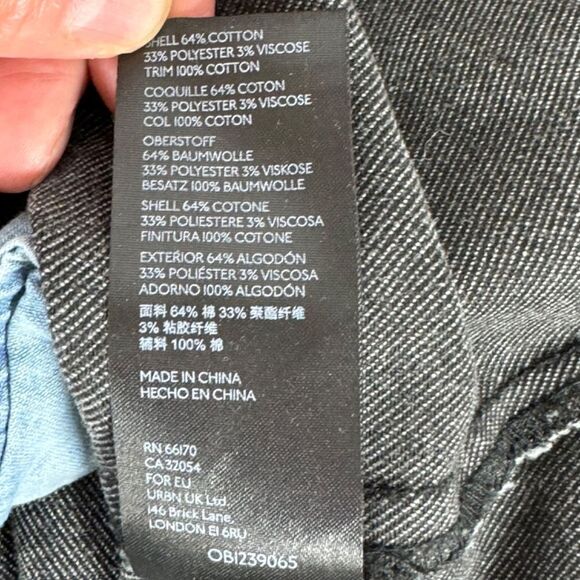 SHELL 64% COTTON
33% POLYESTER 3% VISCOSE
TRIM 100% COTTON
COQUILLE 64% COTON
33% POLYESTER 3% VISCOSE
COL 100% COTON
OBERSTOFF
64% BAUMWOLLE
33% POLYESTER 3% VISKOSE
BESATZ 100% BAUMWOLLE
SHELL 64% COTONE
33% POLIESTERE 3% VISCOSA
FINITURA 100% COTONE
EXTERIOR 64% ALGODÓN
33% POLIÉSTER 3% VISCOSA
ADORNO 100% ALGODÓN
面料 64% 棉 33% 聚酯纤维
3% 粘胶纤维
辅料 100% 棉
MADE IN CHINA
HECHO EN CHINA
RN 66170
CA 32054
FOR EU
URBN UK Ltd.
146 Brick Lane,
LONDON E1 6RU
OB1239065